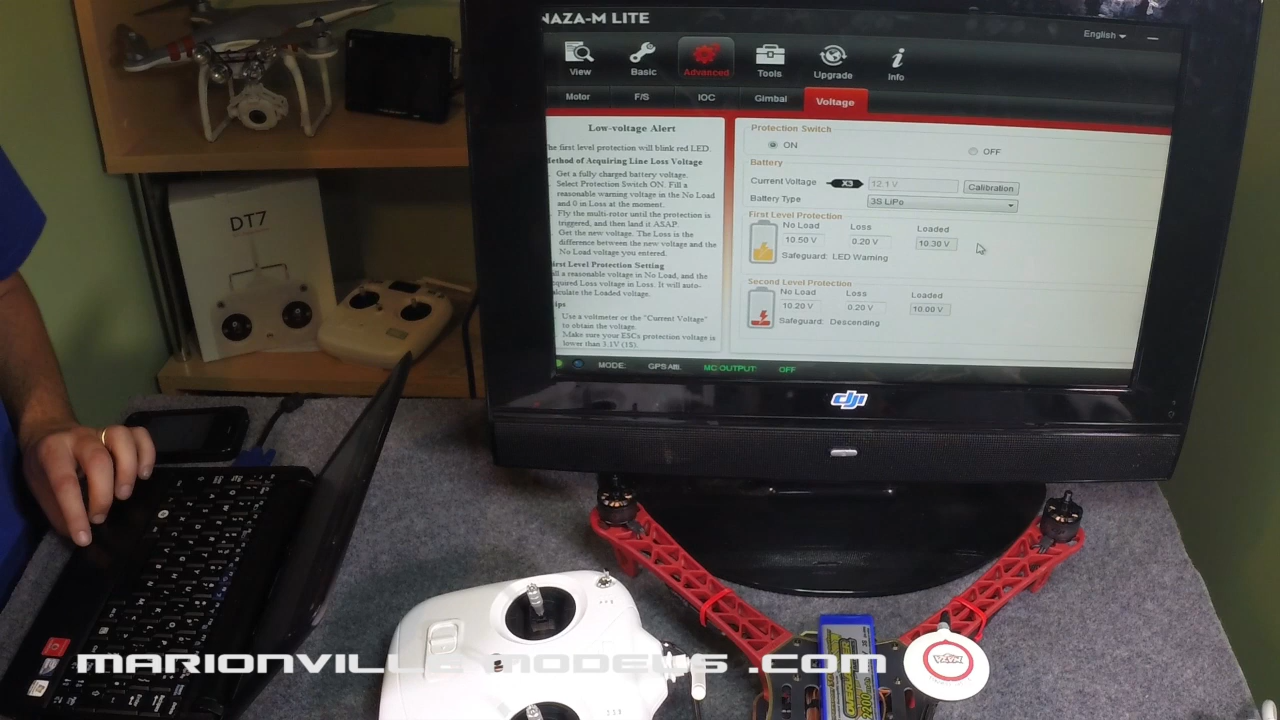 NAZA-M LITE
English
View Basic Advanced Tools Upgrade Info
Motor F/S IOC Gimbal Voltage
Low-voltage Alert
The first level protection will blink red LED.
Method of Acquiring Line Loss Voltage
Get a fully charged battery voltage.
Select Protection Switch ON. Fill a
reasonable warning voltage in the No Load
and 0 in Loss at the moment.
Fly the multi-rotor until the protection is
triggered, and then land it ASAP.
Get the new voltage. The Loss is the
difference between the new voltage and the
No Load voltage you entered.
First Level Protection Setting
Fill a reasonable voltage in No Load, and the
acquired Loss voltage in Loss. It will auto-
calculate the Loaded voltage.
Tips
Use a voltmeter or the "Current Voltage"
to obtain the voltage.
Make sure your ESCs protection voltage is
lower than 3.1V (1S).
Protection Switch
ON OFF
Battery
Current Voltage X3 12.1 V Calibration
Battery Type 3S LiPo
First Level Protection
No Load Loss Loaded
10.50 V 0.20 V 10.30 V
Safeguard: LED Warning
Second Level Protection
No Load Loss Loaded
10.20 V 0.20 V 10.00 V
Safeguard: Descending
MODE: GPS Atti. MC OUTPUT: OFF
dji
DT7
NAZA
2200
MARIONVILLE MODELS .COM